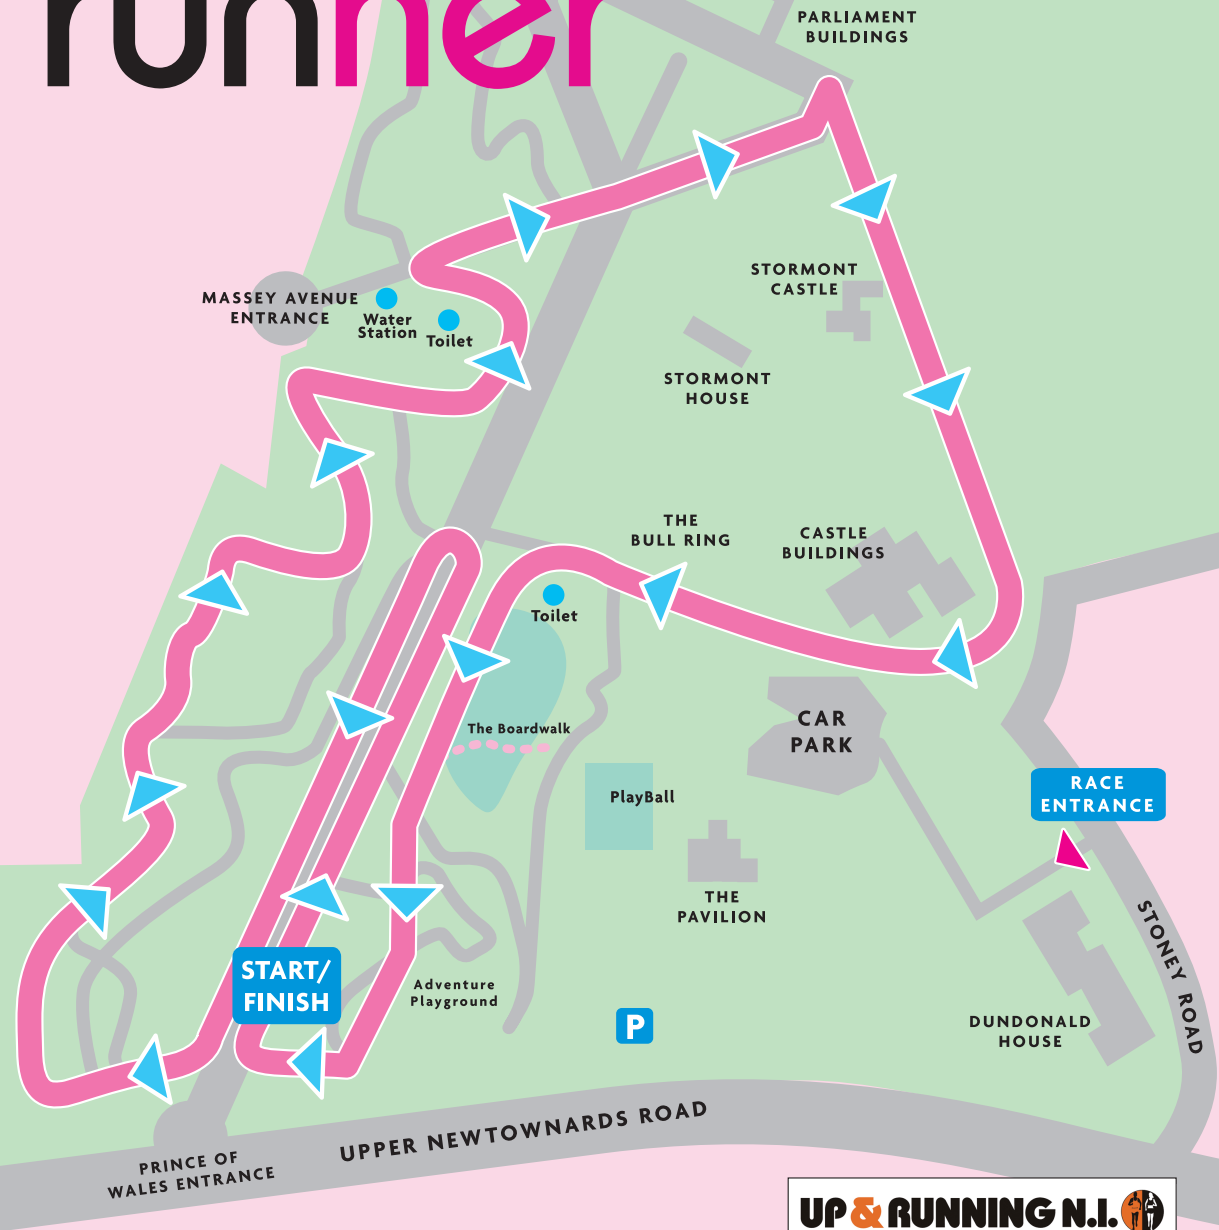 runner
PARLIAMENT
BUILDINGS
STORMONT
CASTLE
MASSEY AVENUE
ENTRANCE
Water
Station
Toilet
STORMONT
HOUSE
THE
BULL RING
CASTLE
BUILDINGS
Toilet
The Boardwalk
CAR
PARK
PlayBall
RACE
ENTRANCE
THE
PAVILION
STONEY ROAD
START/
FINISH
Adventure
Playground
P
DUNDONALD
HOUSE
UPPER NEWTOWNARDS ROAD
PRINCE OF
WALES ENTRANCE
UP & RUNNING N.I.